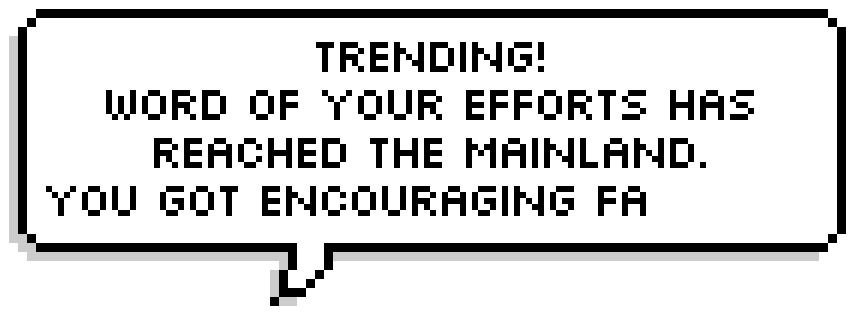 TRENDING!
WORD OF YOUR EFFORTS HAS
REACHED THE MAINLAND.
YOU GOT ENCOURAGING FA